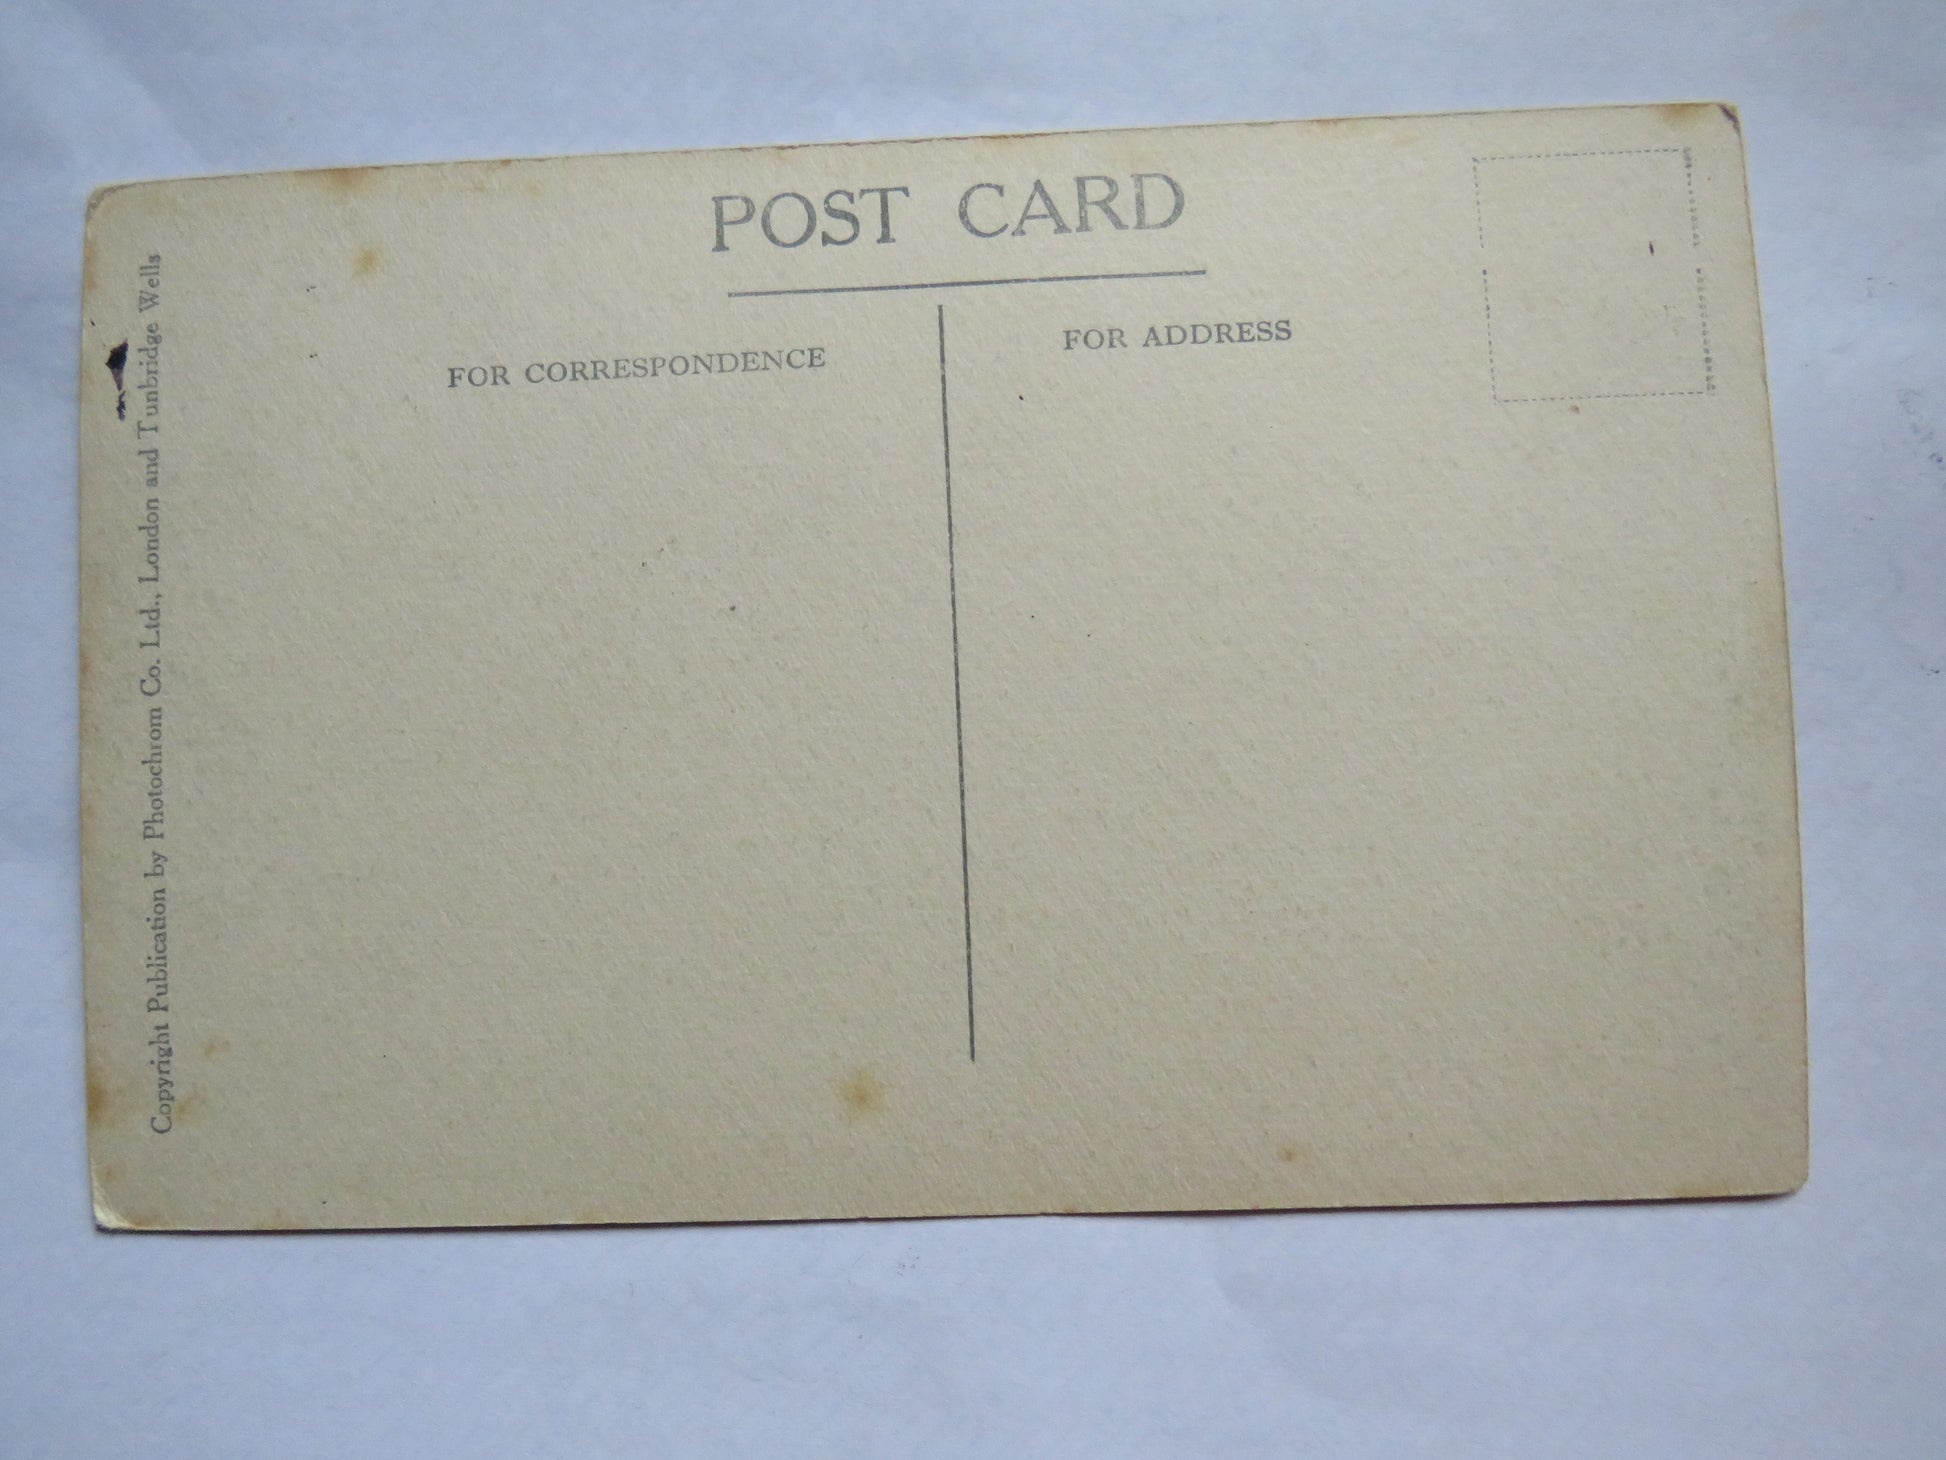 POST CARD
FOR CORRESPONDENCE
FOR ADDRESS
Copyright Publication by Photochrom Co. Ltd., London and Tunbridge Wells